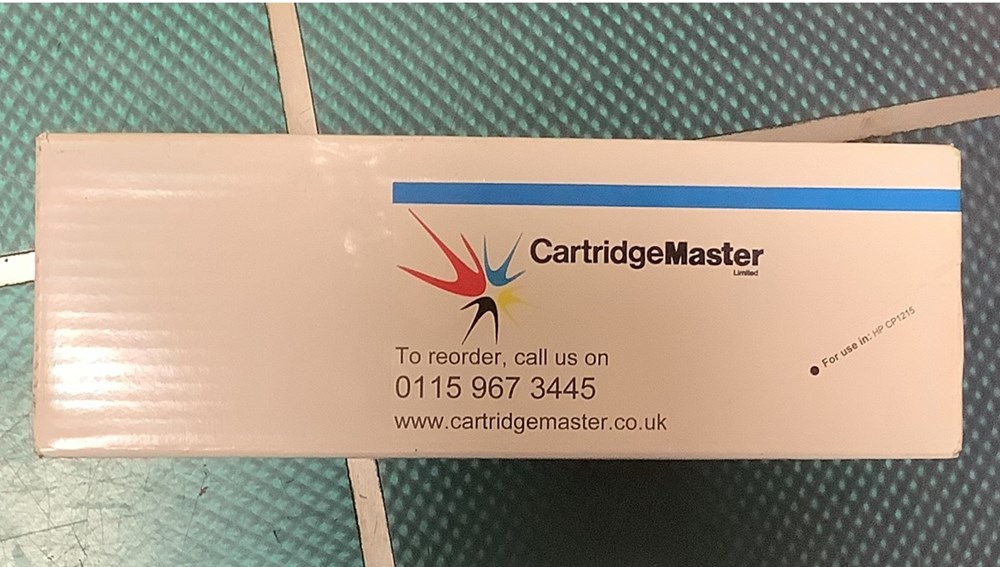 CartridgeMaster
Limited
To reorder, call us on
0115 967 3445
www.cartridgemaster.co.uk
For use in: HP CP1215